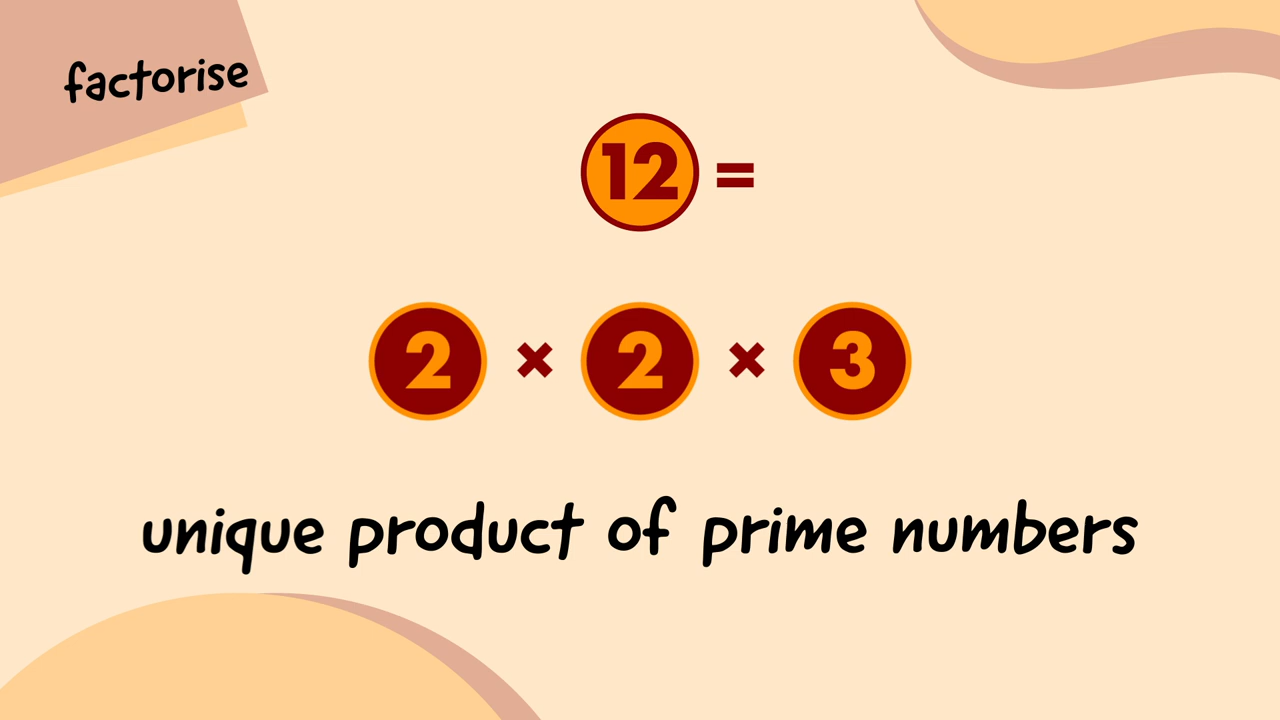 factorise
12 =
2 × 2 × 3
unique product of prime numbers